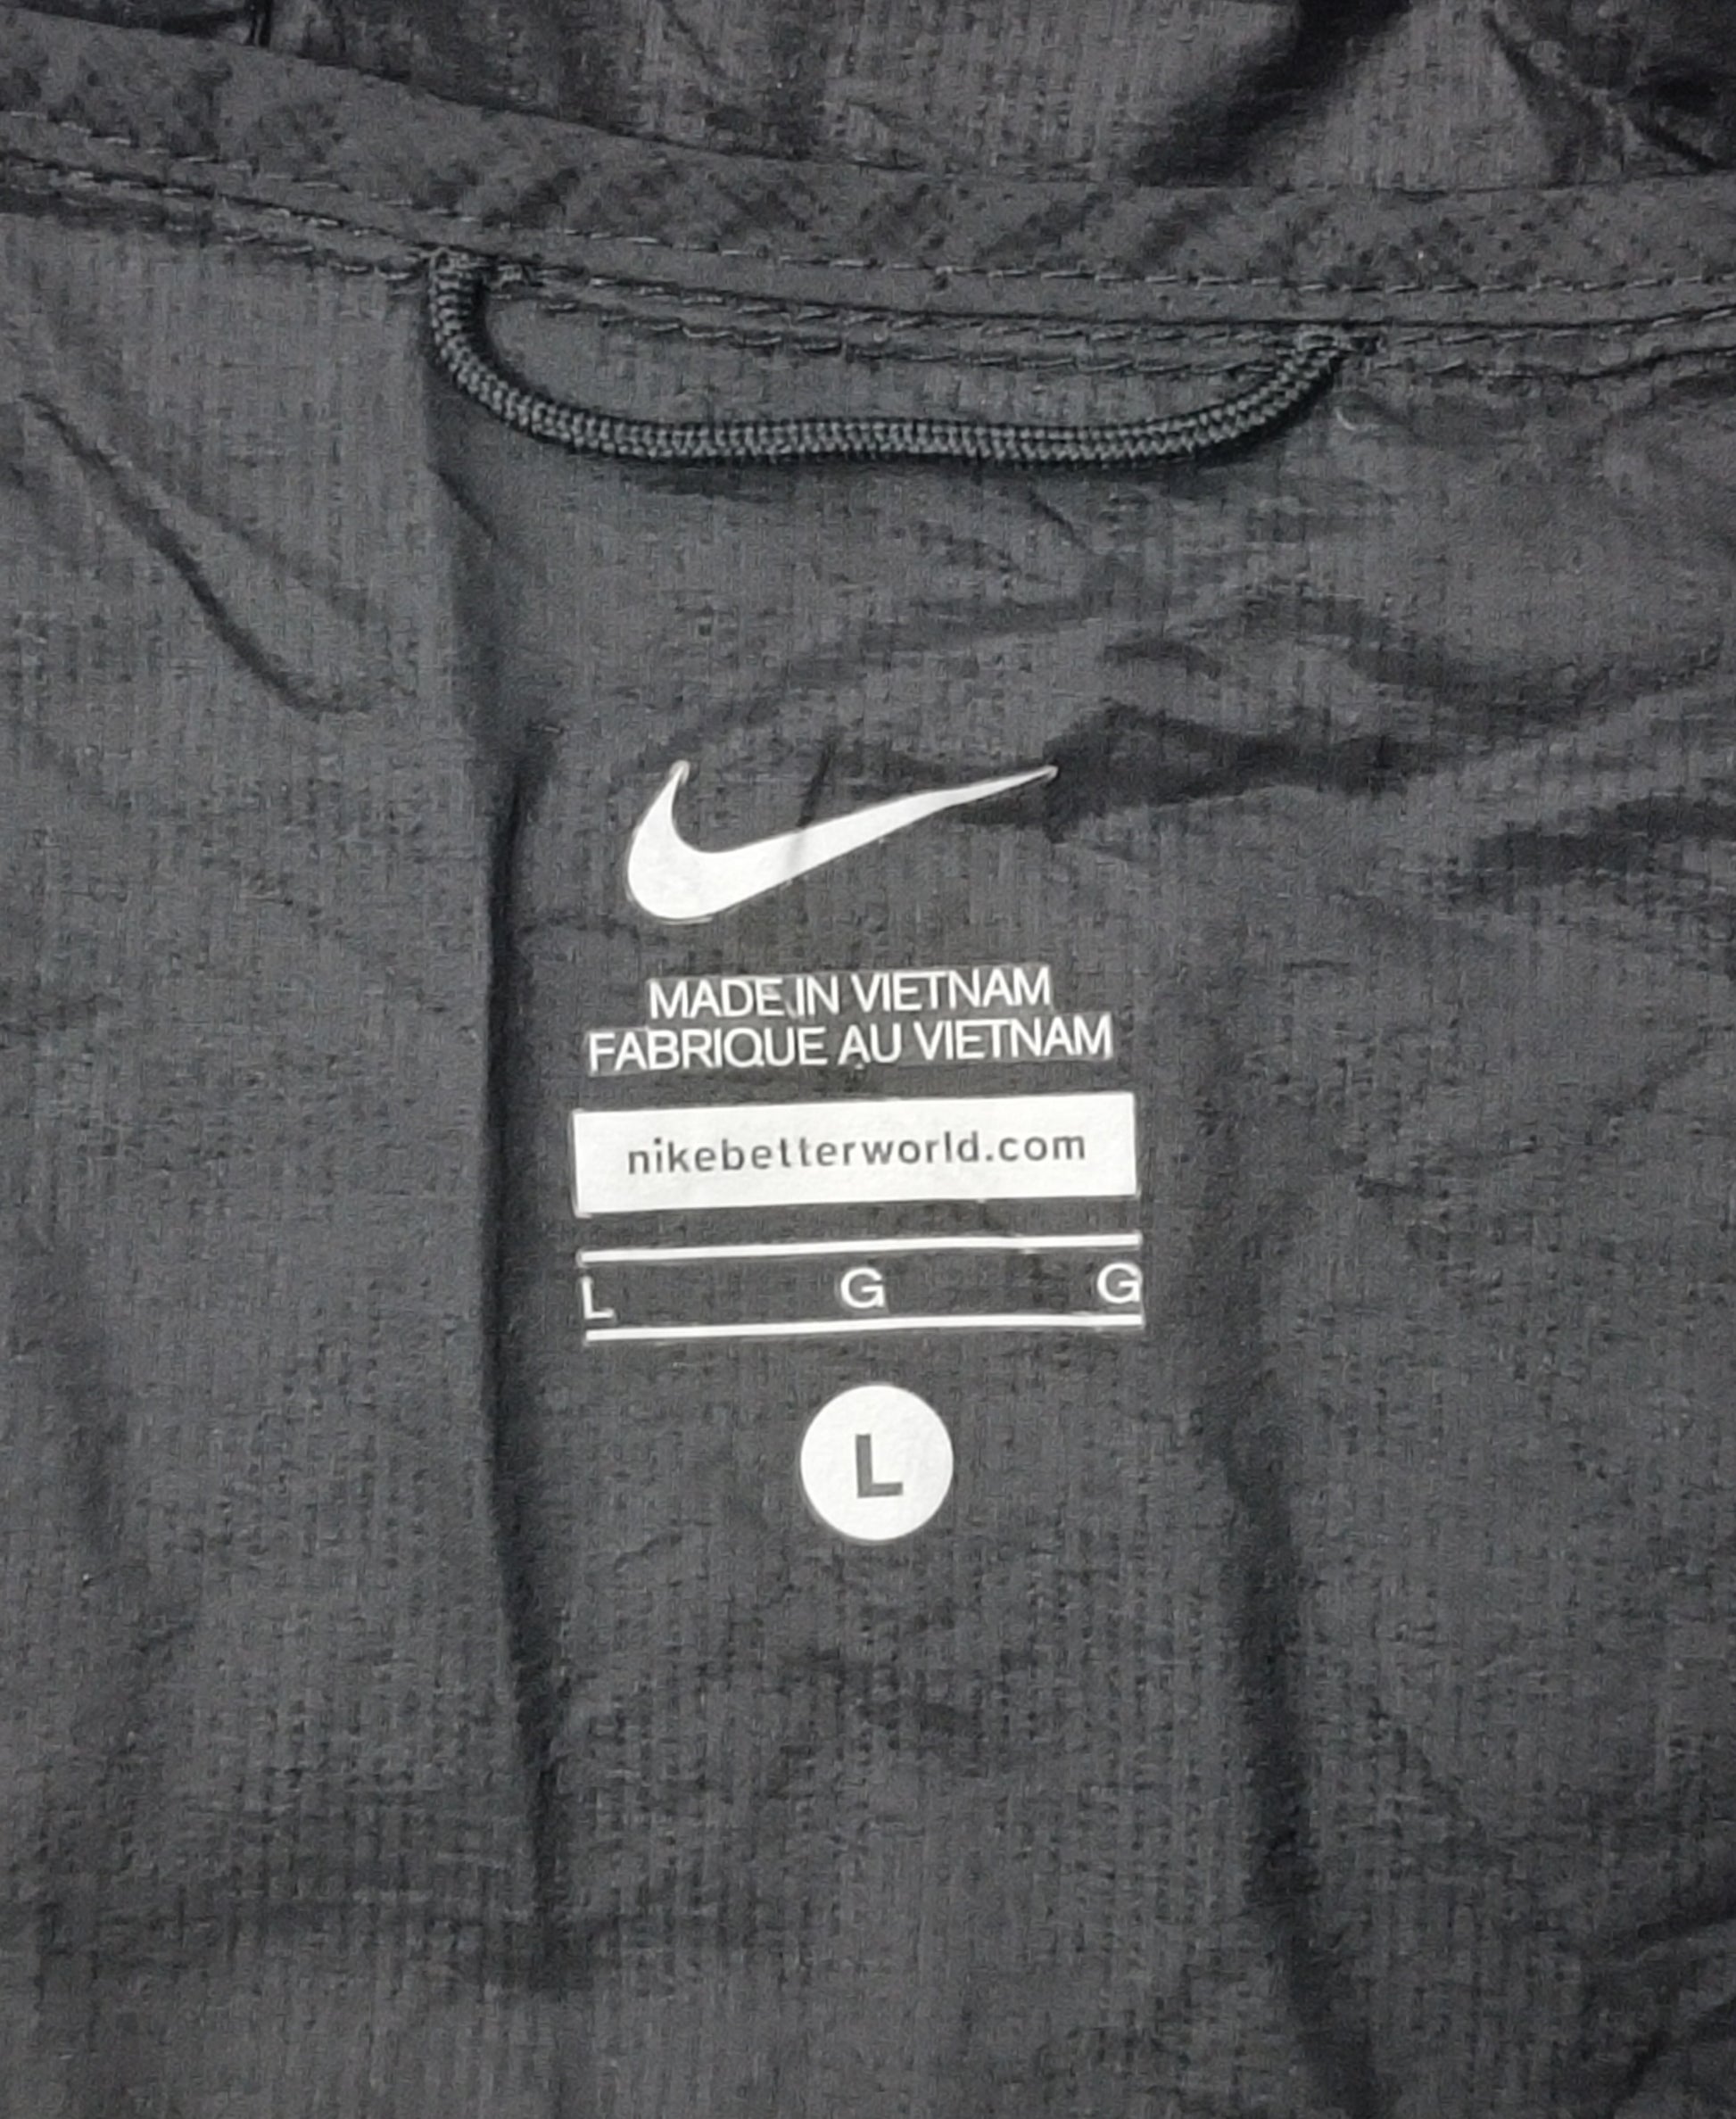 MADE IN VIETNAM
FABRIQUE AU VIETNAM
nikebetterworld.com
L G G
L